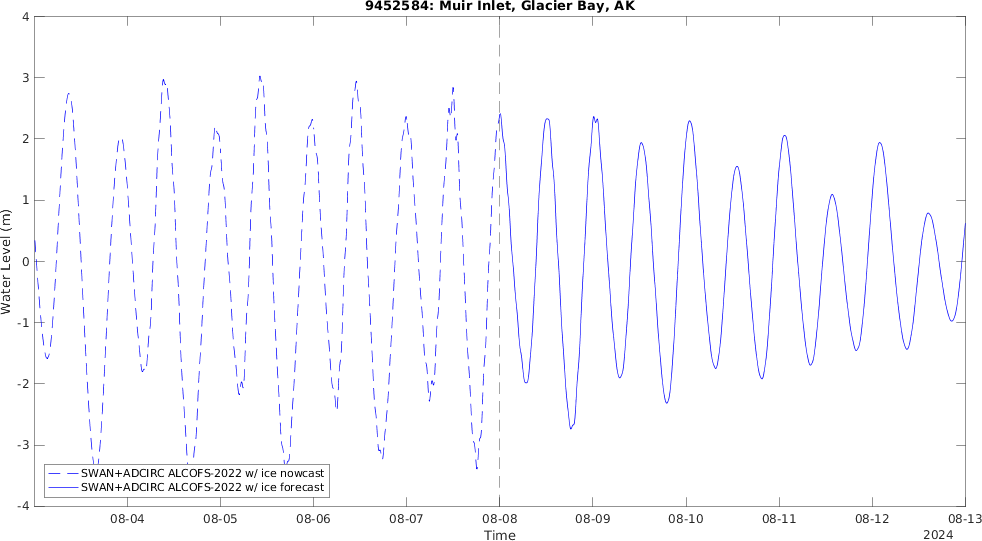 9452584: Muir Inlet, Glacier Bay, AK
4
3
2
1
0
-1
-2
-3
-4
Water Level (m)
SWAN+ADCIRC ALCOFS-2022 w/ ice nowcast
SWAN+ADCIRC ALCOFS-2022 w/ ice forecast
08-04 08-05 08-06 08-07 08-08 08-09 08-10 08-11 08-12 08-13
Time
2024